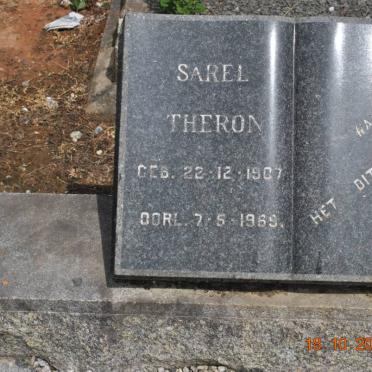 SAREL
THERON
GEB. 22-12-1907
OORL. 7-5-1969.
HET DIT